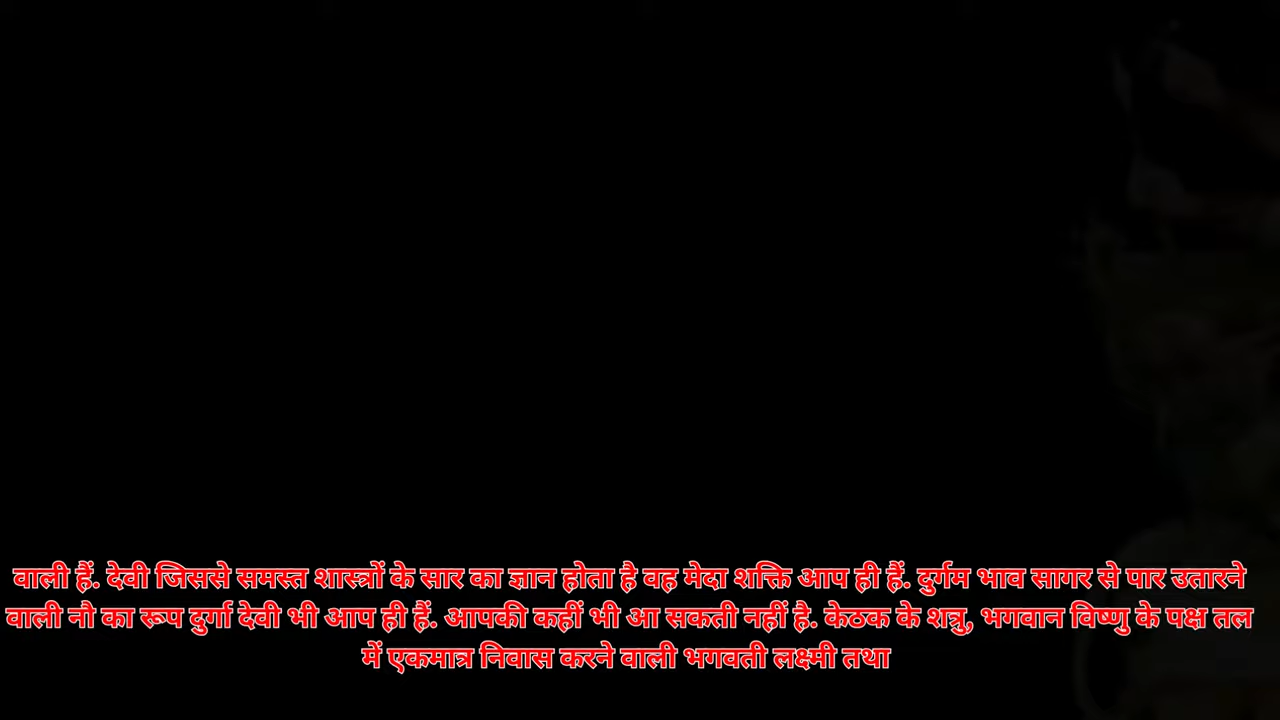 वाली हैं. देवी जिससे समस्त शास्त्रों के सार का ज्ञान होता है वह मेदा शक्ति आप ही हैं. दुर्गम भाव सागर से पार उतारने
वाली नौ का रूप दुर्गा देवी भी आप ही हैं. आपकी कहीं भी आ सकती नहीं है. केठक के शत्रु, भगवान विष्णु के पक्ष तल
में एकमात्र निवास करने वाली भगवती लक्ष्मी तथा